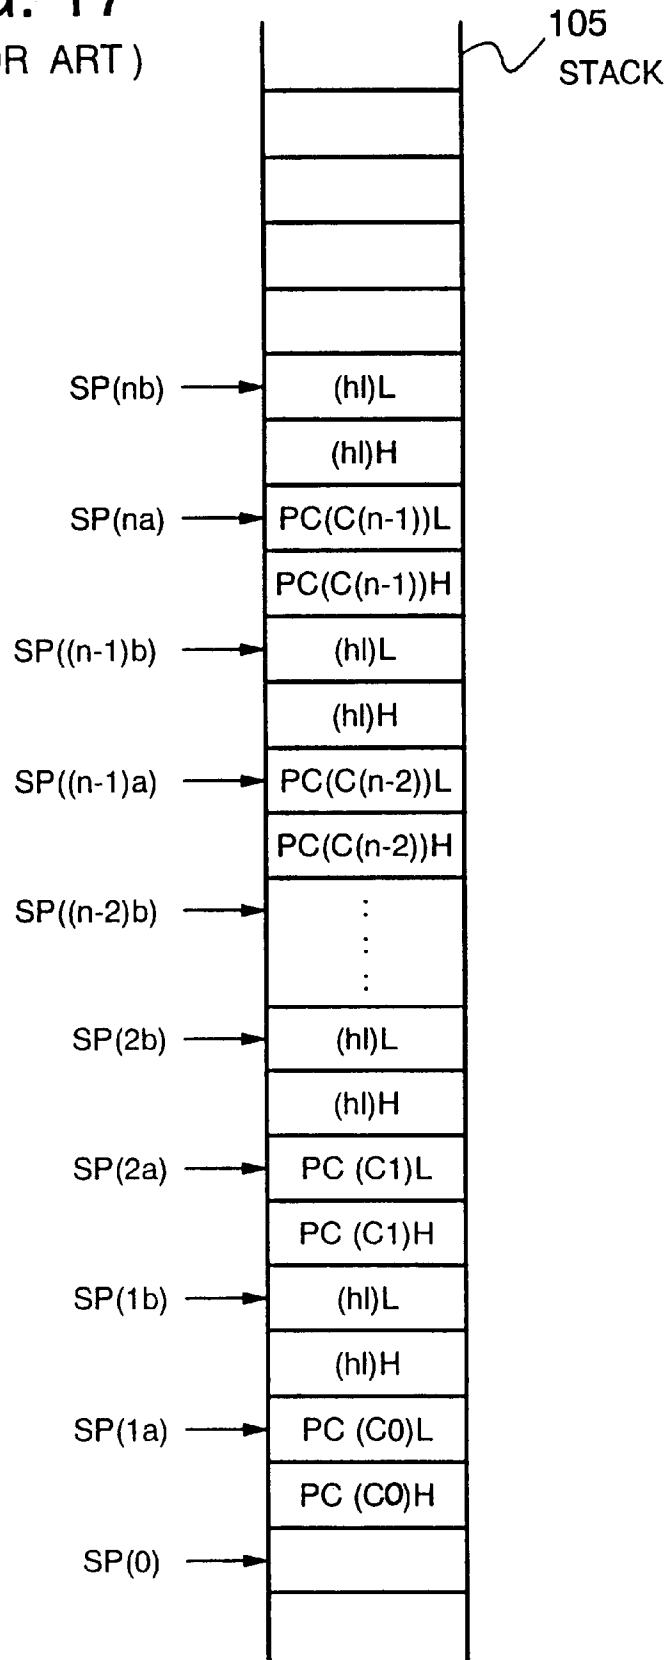 17
ART)
105
STACK
SP(nb)
(hl)L
(hl)H
SP(na)
PC(C(n-1))L
PC(C(n-1))H
SP((n-1)b)
(hl)L
(hl)H
SP((n-1)a)
PC(C(n-2))L
PC(C(n-2))H
SP((n-2)b)
SP(2b)
(hl)L
(hl)H
SP(2a)
PC (C1)L
PC (C1)H
SP(1b)
(hl)L
(hl)H
SP(1a)
PC (C0)L
PC (C0)H
SP(0)